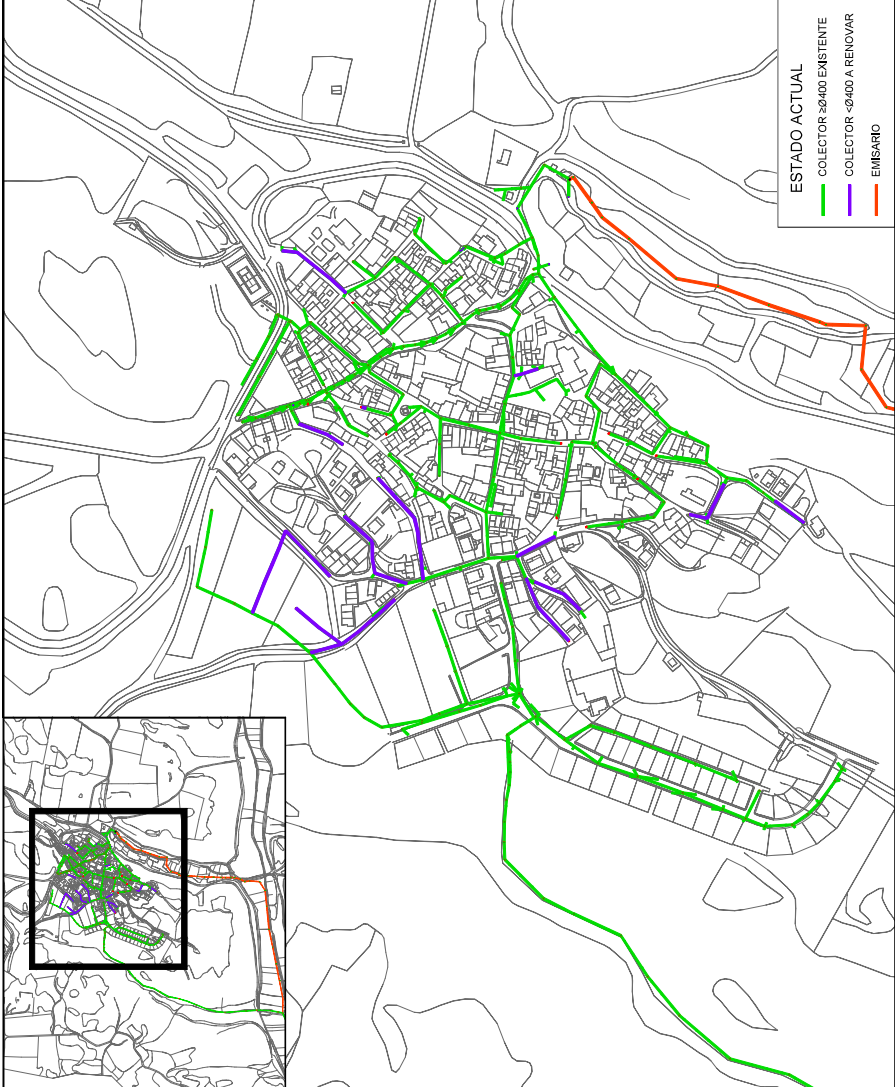 ESTADO ACTUAL
COLECTOR ≥Ø400 EXISTENTE
COLECTOR <Ø400 A RENOVAR
EMISARIO